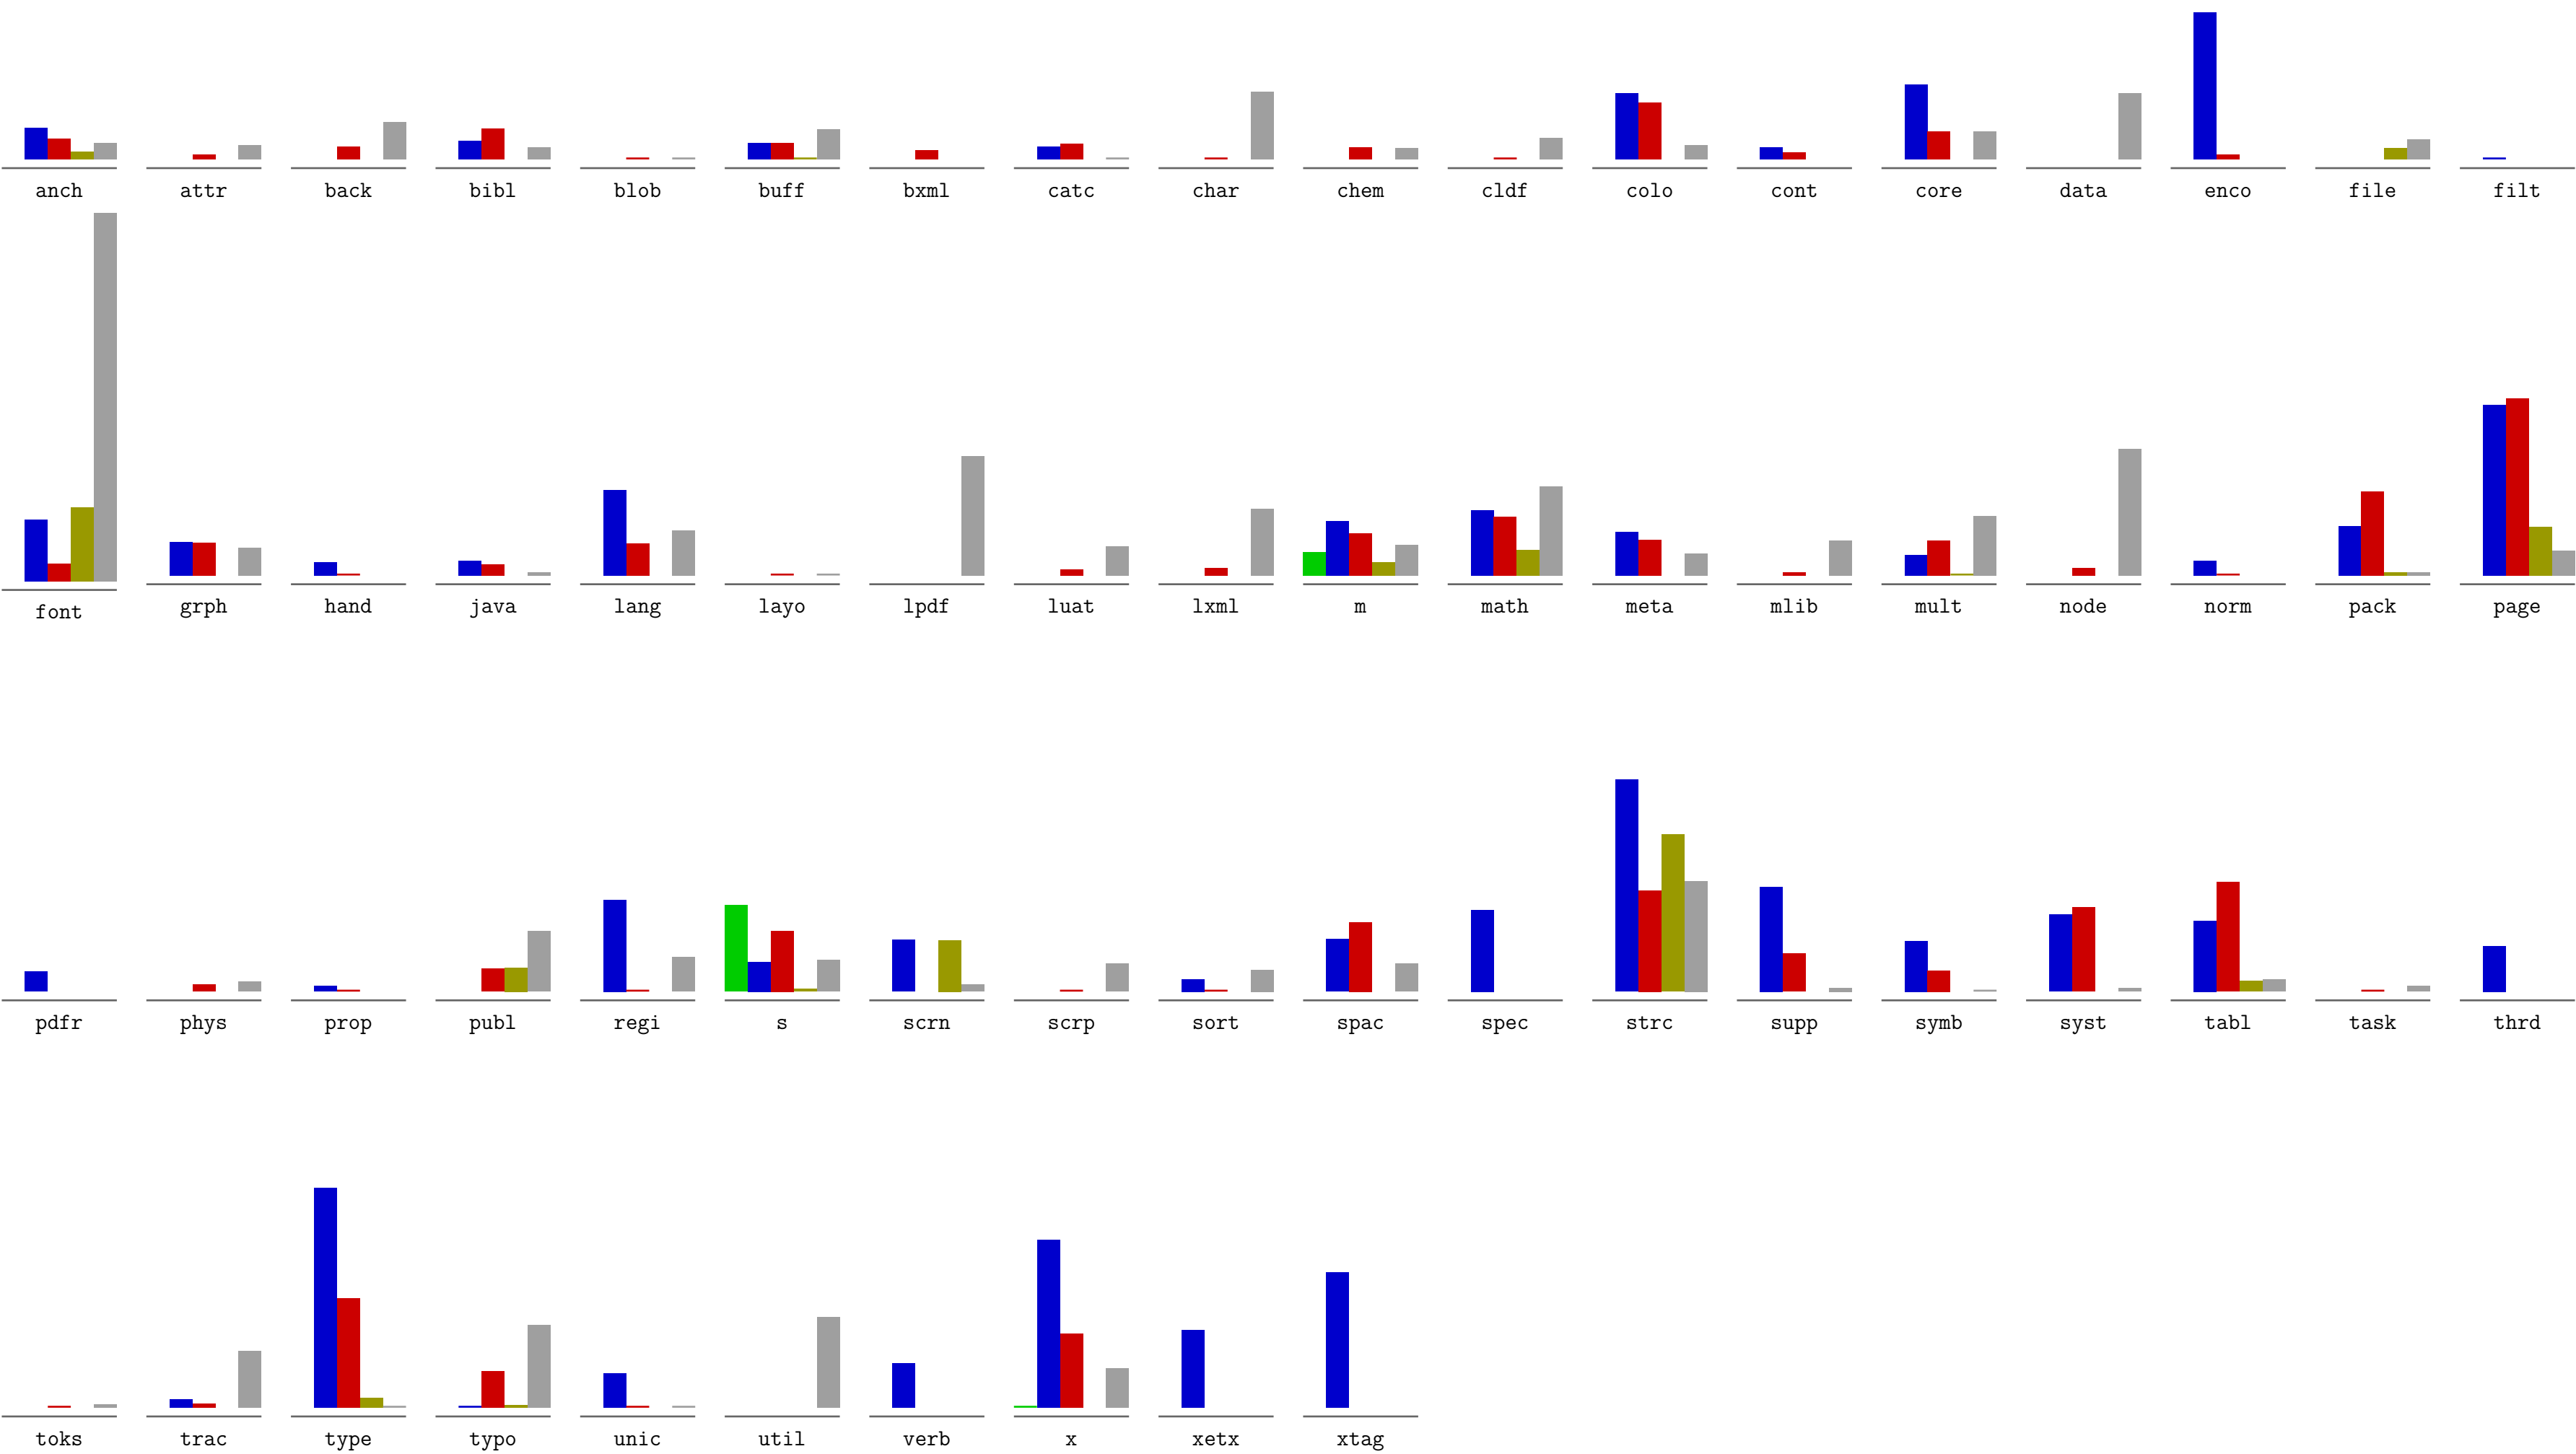 anch attr back bibl blob buff bxml catc char chem cldf colo cont core data enco file filt
font grph hand java lang layo lpdf luat lxml m math meta mlib mult node norm pack page
pdfr phys prop publ regi s scrn scrp sort spac spec strc supp symb syst tabl task thrd
toks trac type typo unic util verb x xetx xtag